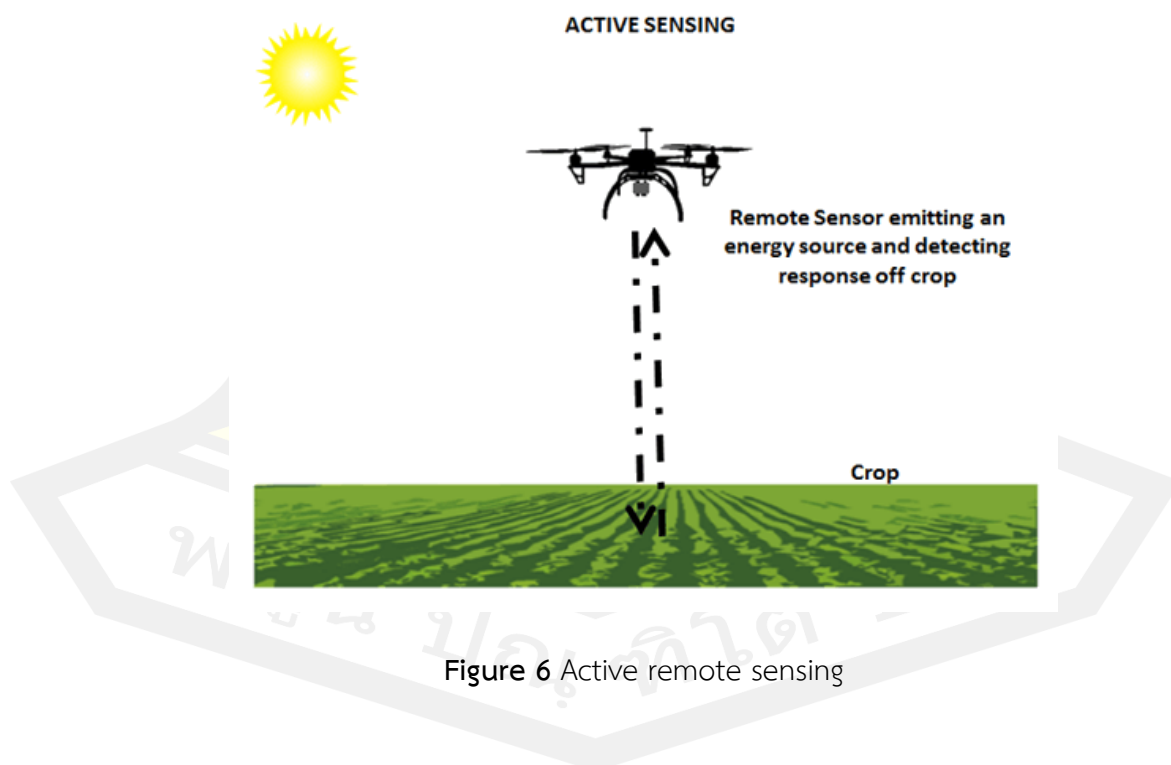 ACTIVE SENSING
Remote Sensor emitting an
energy source and detecting
response off crop
Crop
Figure 6 Active remote sensing